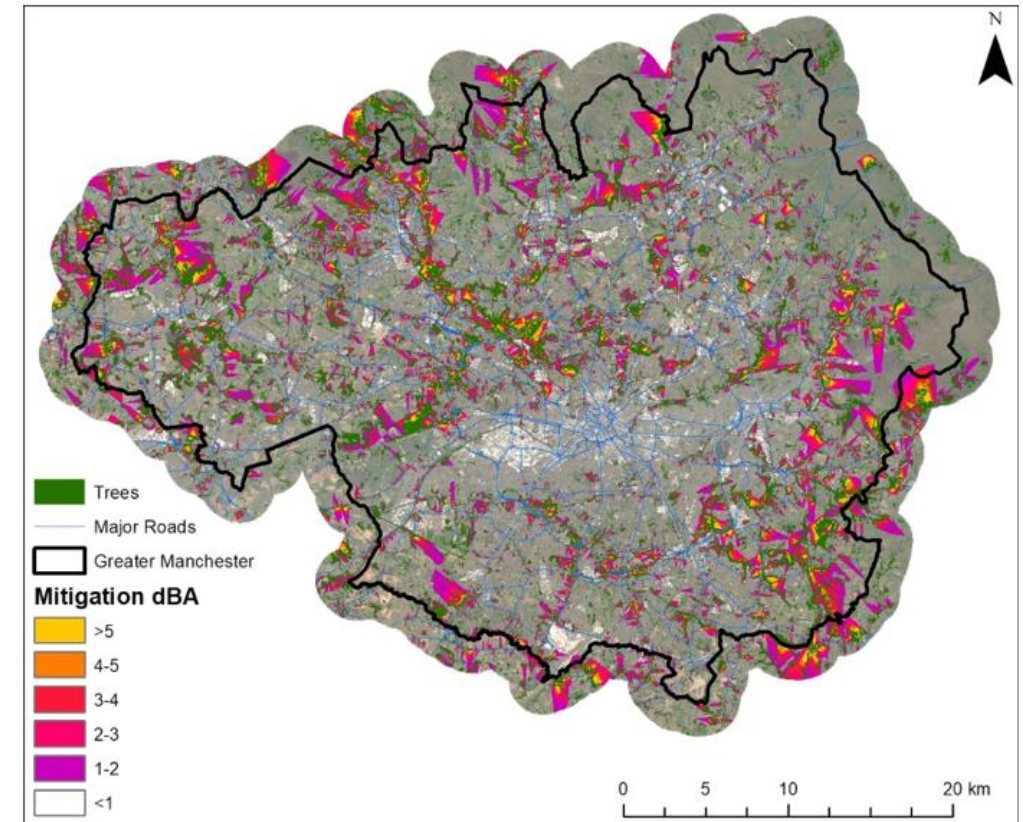 N
Trees
Major Roads
Greater Manchester
Mitigation dBA
>5
4-5
3-4
2-3
1-2
<1
0 5 10 20 km